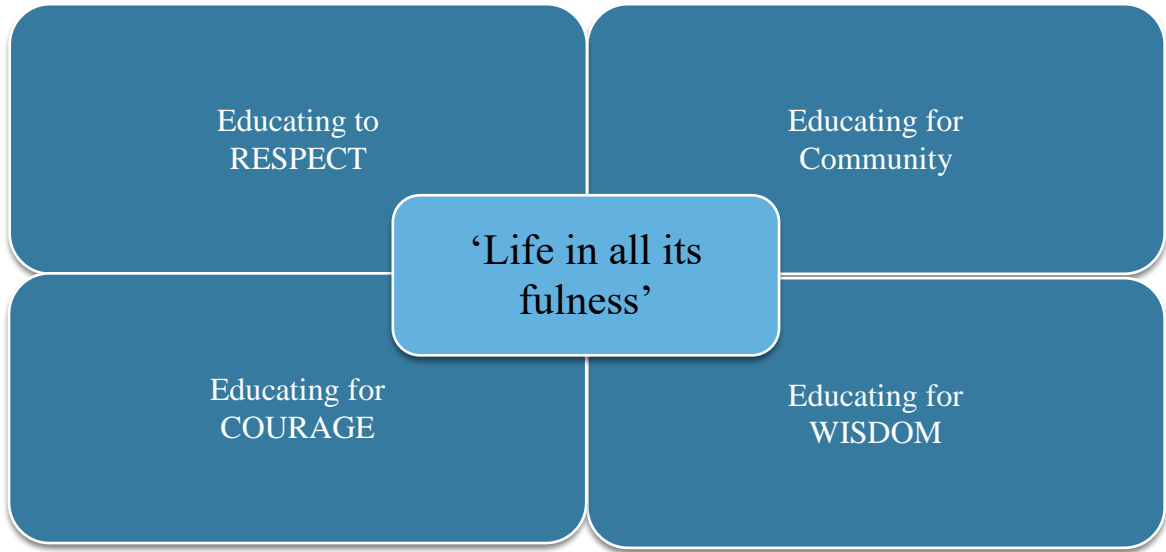 Educating to
RESPECT
Educating for
Community
‘Life in all its
fulness’
Educating for
COURAGE
Educating for
WISDOM